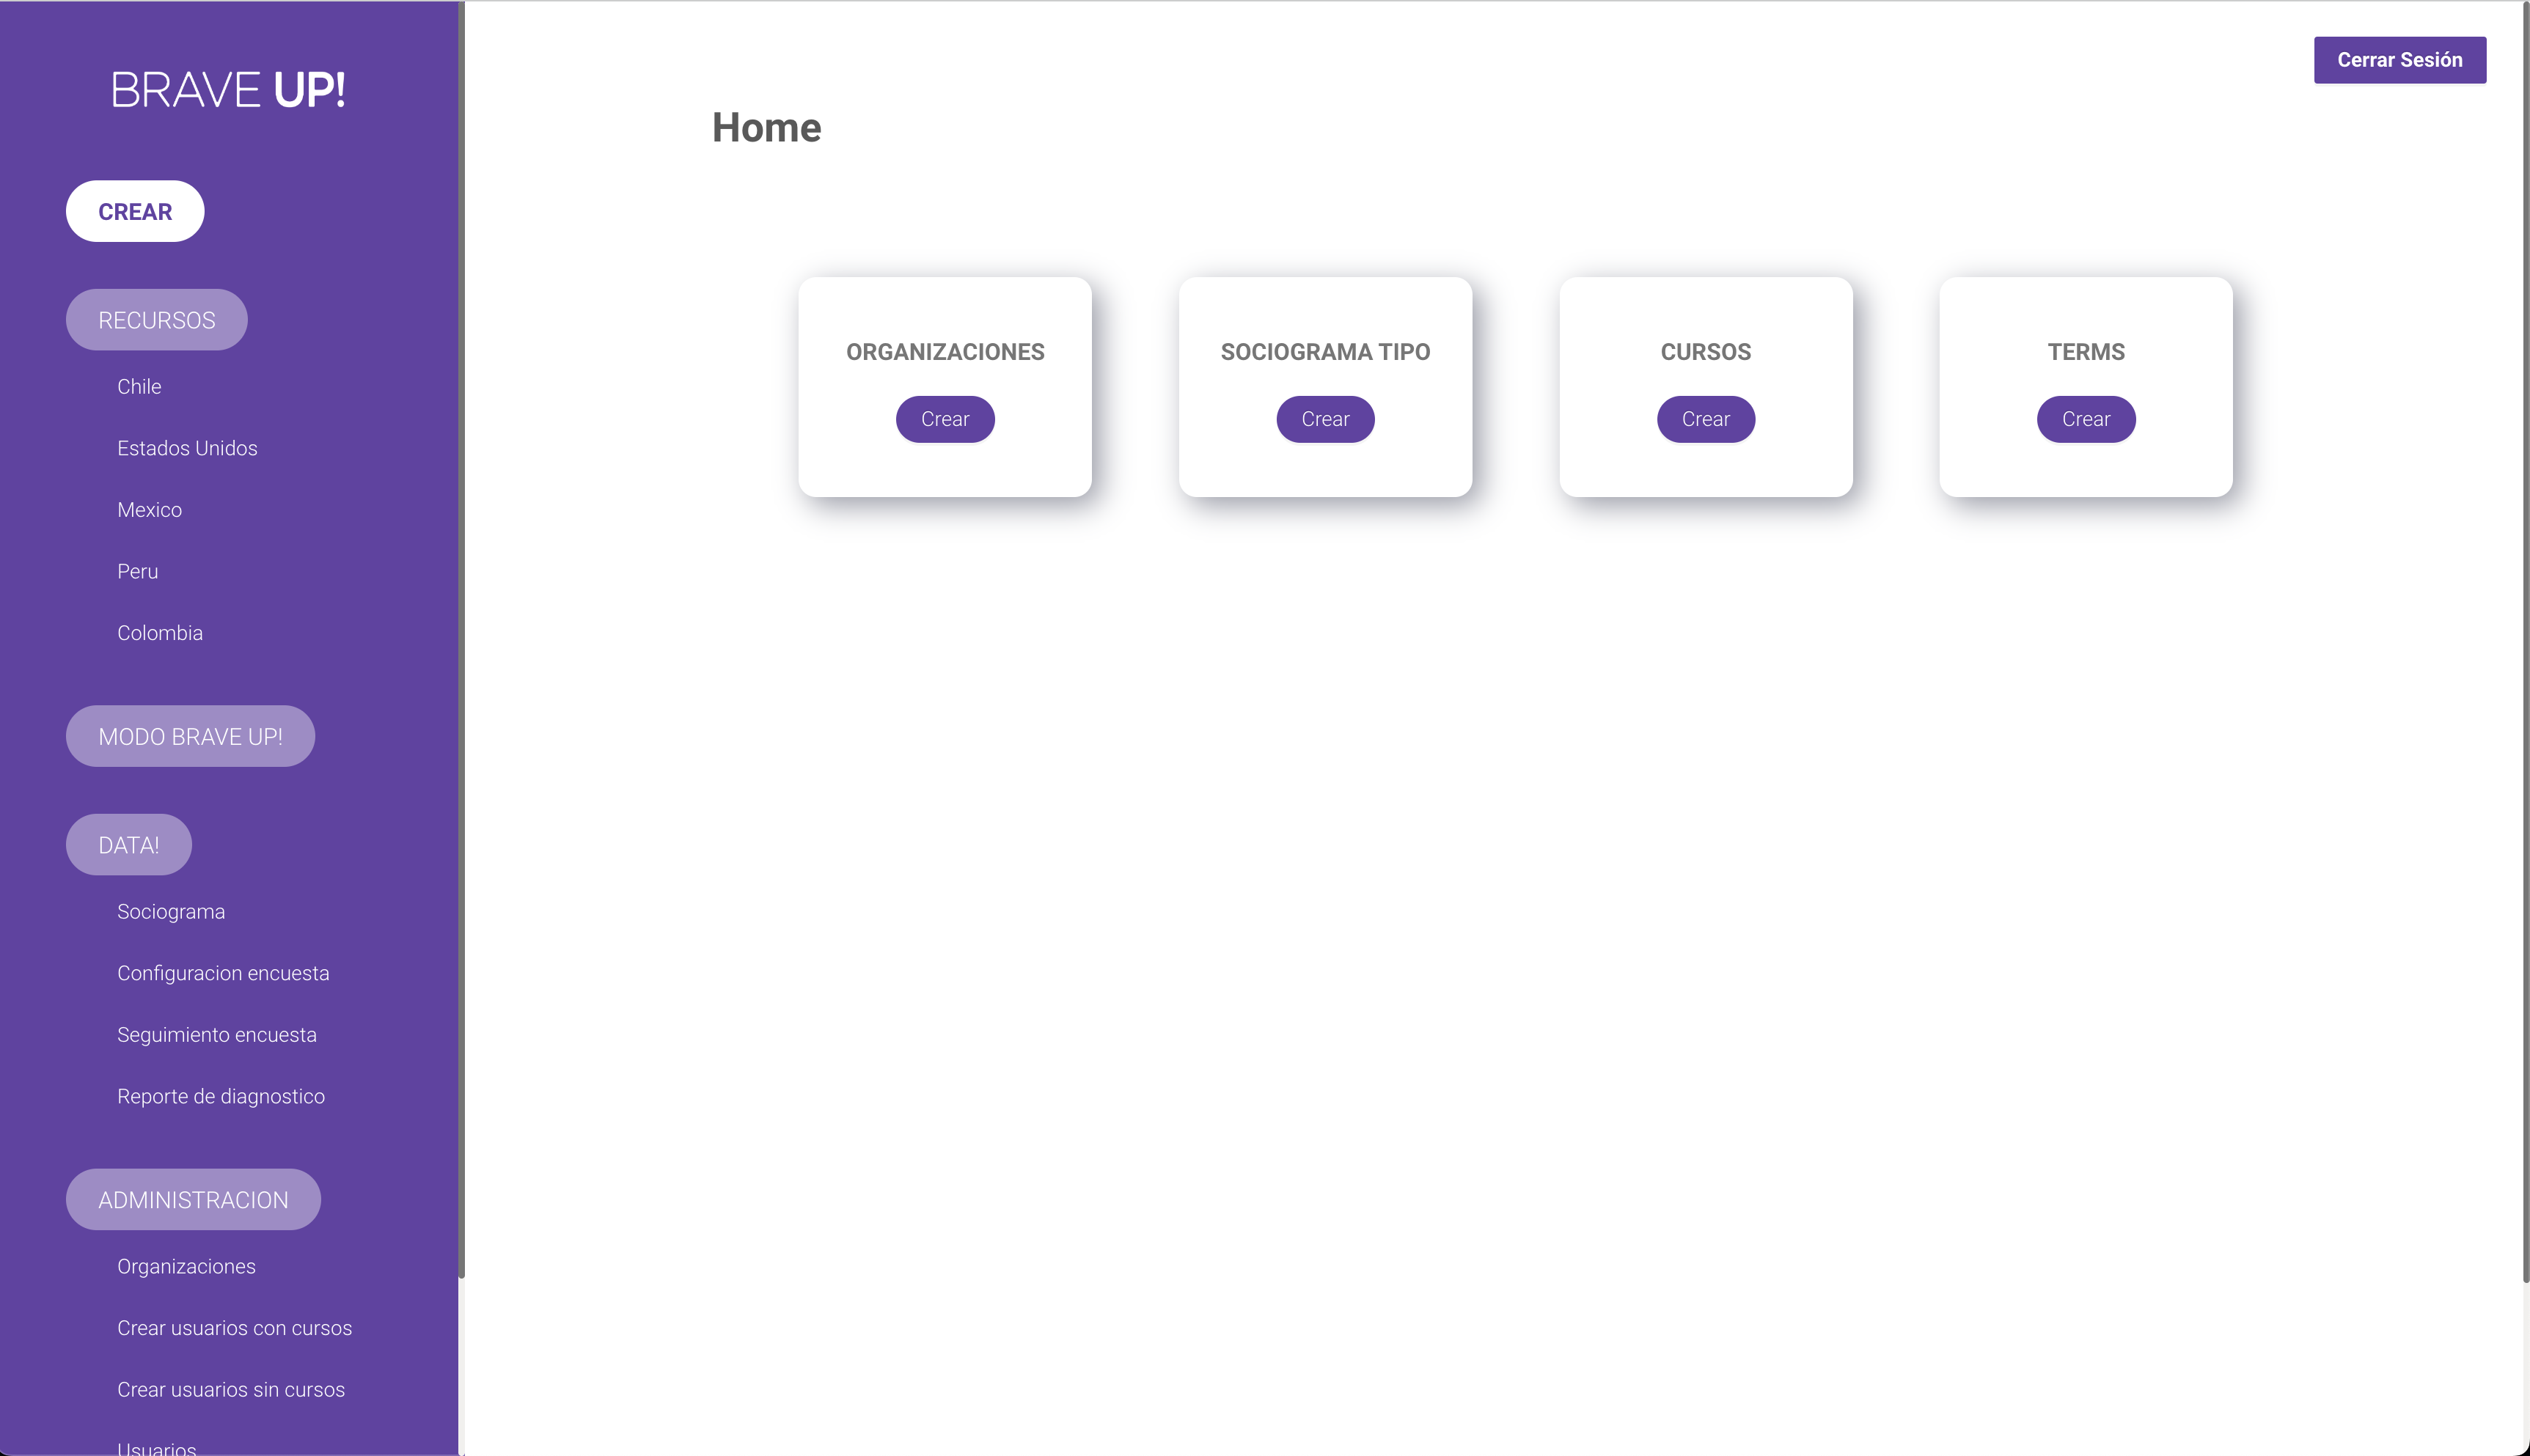 BRAVE UP!
CREAR
RECURSOS
Chile
Estados Unidos
Mexico
Peru
Colombia
MODO BRAVE UP!
DATA!
Sociograma
Configuracion encuesta
Seguimiento encuesta
Reporte de diagnostico
ADMINISTRACION
Organizaciones
Crear usuarios con cursos
Crear usuarios sin cursos
Usuarios
Cerrar Sesión
Home
ORGANIZACIONES
Crear
SOCIOGRAMA TIPO
Crear
CURSOS
Crear
TERMS
Crear